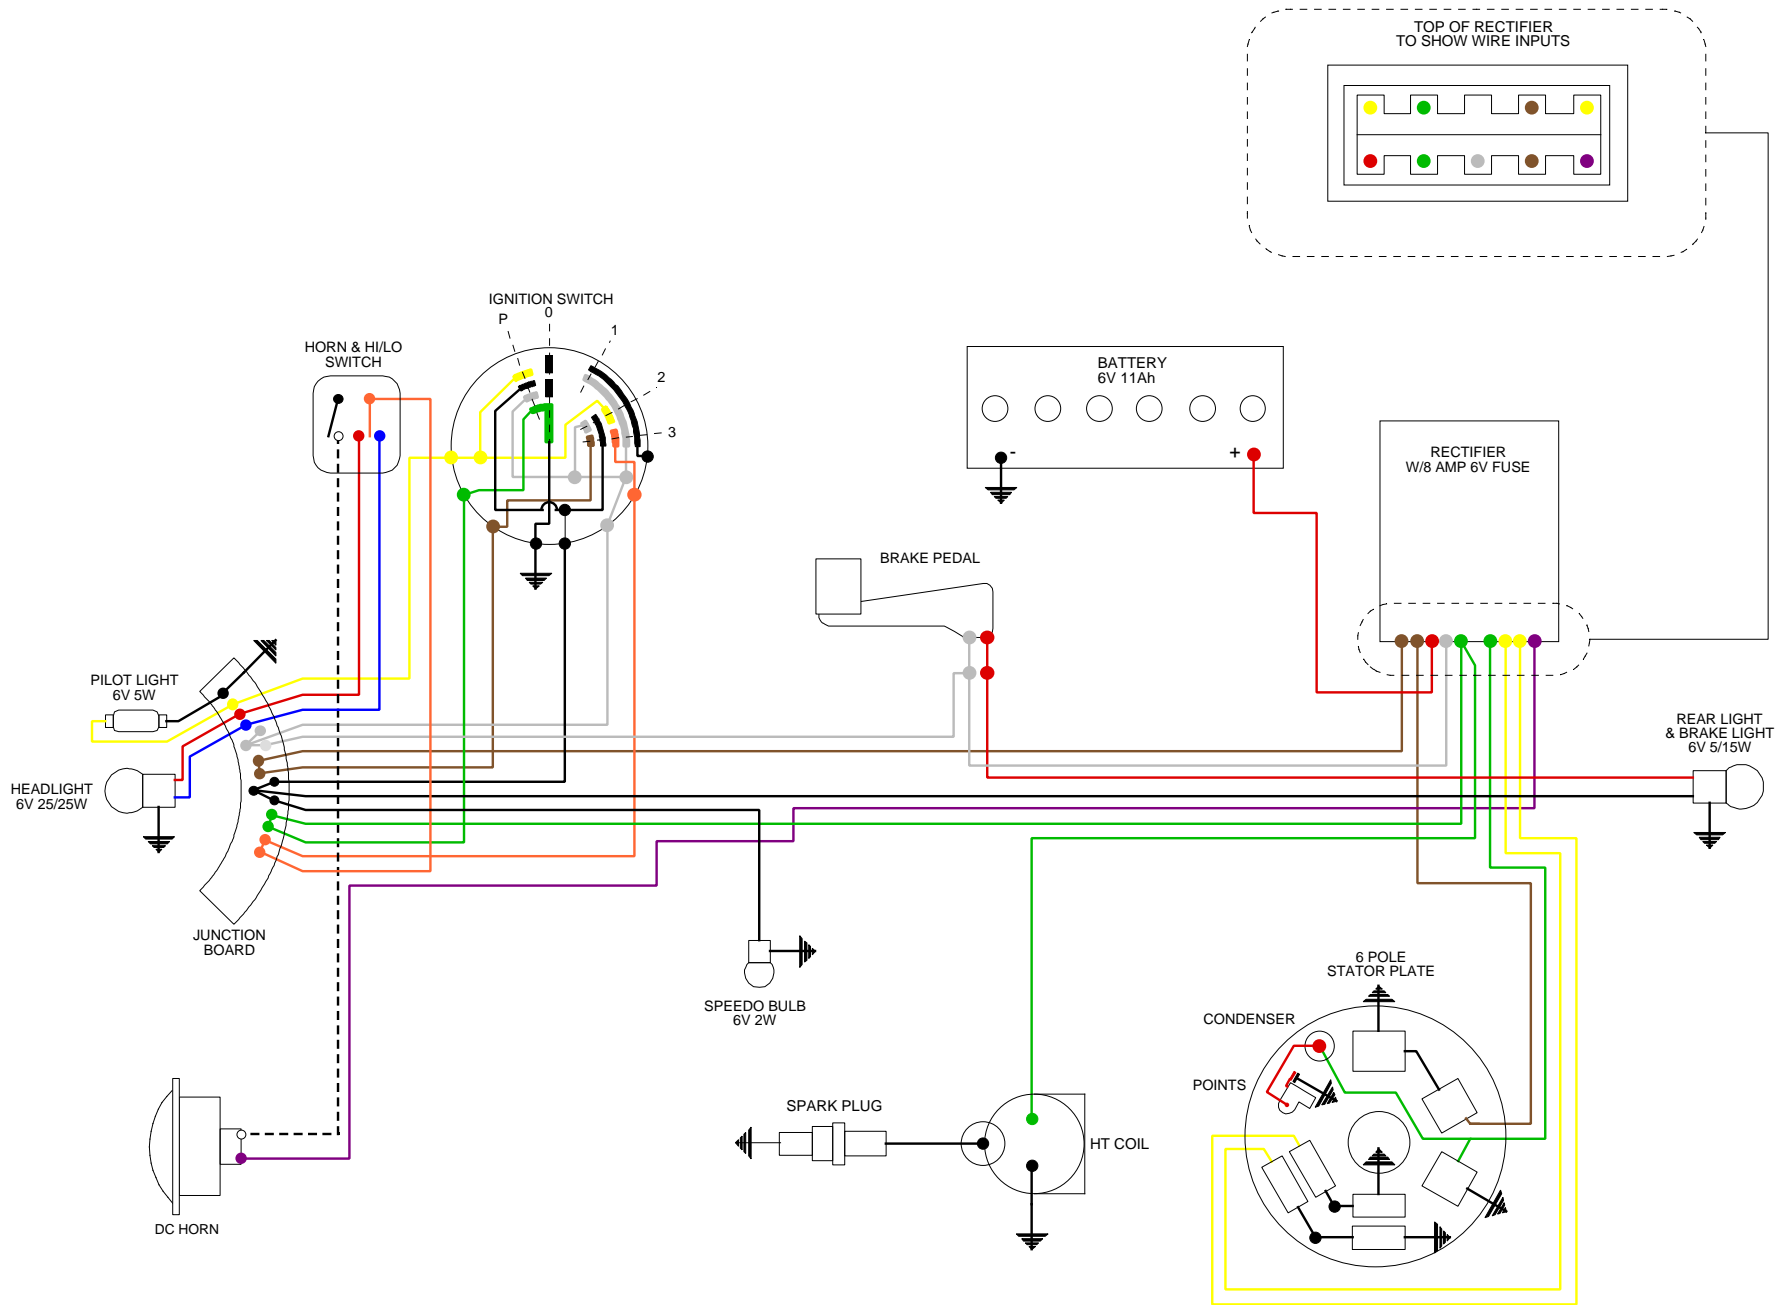 TOP OF RECTIFIER
TO SHOW WIRE INPUTS
IGNITION SWITCH
P
0
1
2
3
HORN & HI/LO
SWITCH
BATTERY
6V 11Ah
-
+
RECTIFIER
W/8 AMP 6V FUSE
BRAKE PEDAL
PILOT LIGHT
6V 5W
REAR LIGHT
& BRAKE LIGHT
6V 5/15W
HEADLIGHT
6V 25/25W
JUNCTION
BOARD
6 POLE
STATOR PLATE
SPEEDO BULB
6V 2W
CONDENSER
POINTS
SPARK PLUG
HT COIL
DC HORN